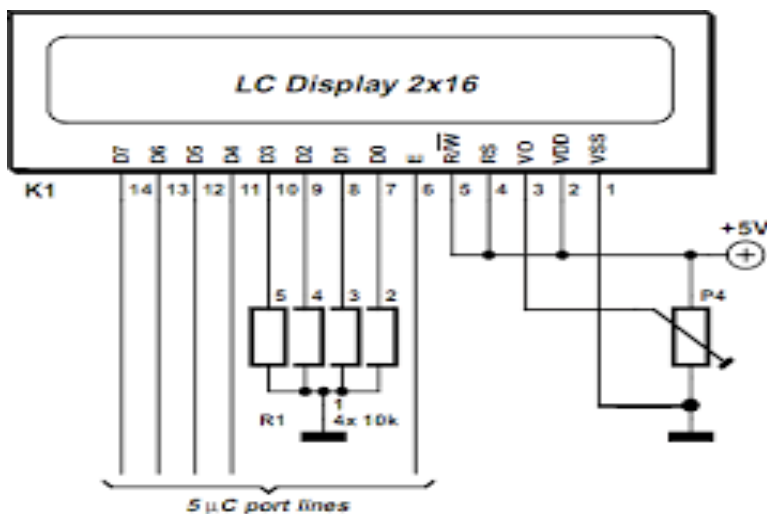 LC Display 2x16
D7 D6 D5 D4 D3 D2 D1 D0 E R/W RS VO VDD VSS
K1 14 13 12 11 10 9 8 7 6 5 4 3 2 1
+5V
5 4 3 2 P4
1
R1 4x 10k
5 µC port lines